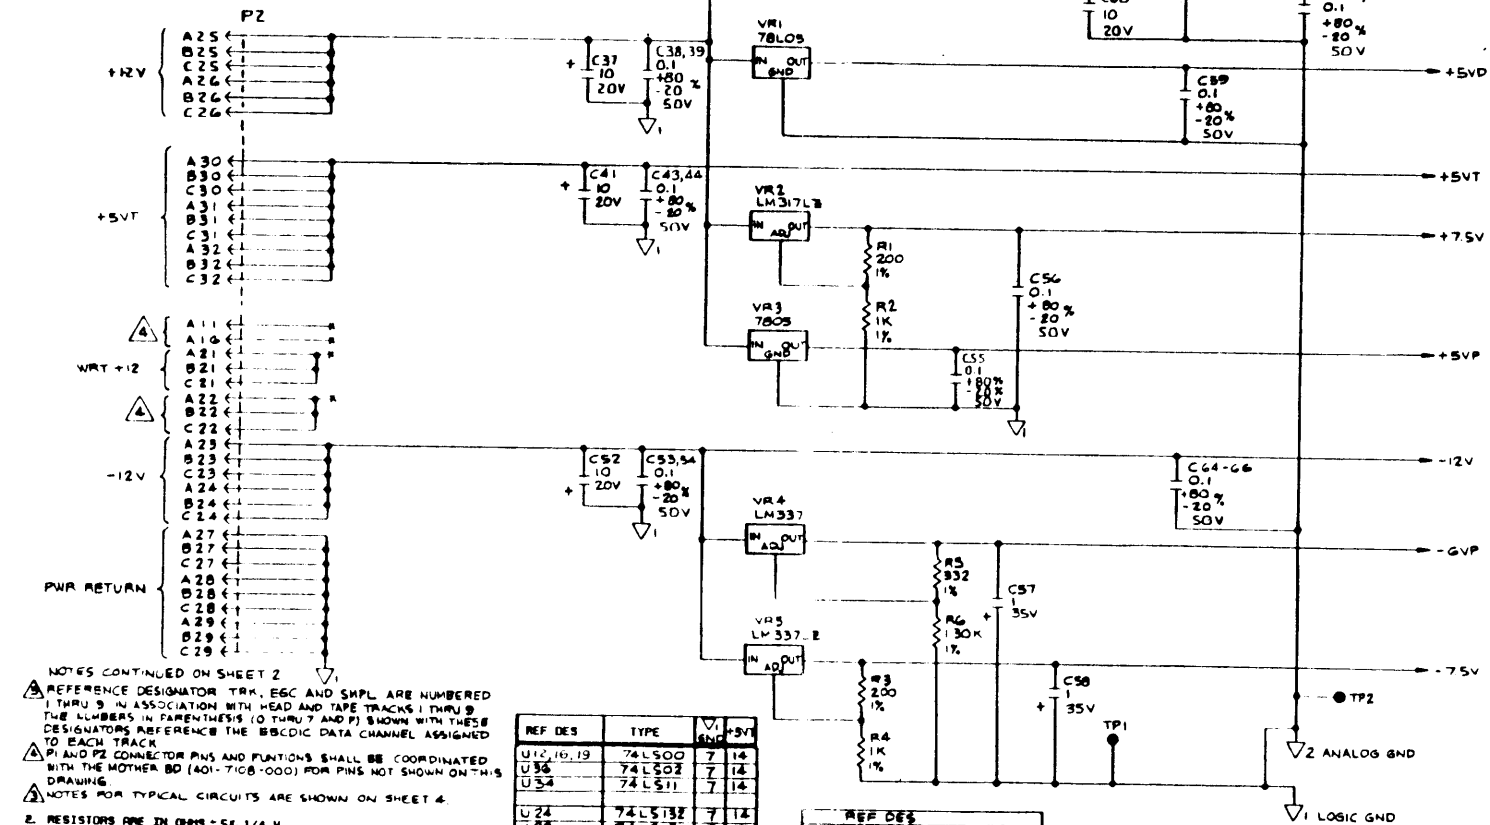 P2
+12V
A25
B25
C25
A26
B26
C26
+5VT
A30
B30
C30
A31
B31
C31
A32
B32
C32
4
A11
A16
WRT +12
A21
B21
C21
4
A22
B22
C22
-12V
A23
B23
C23
A24
B24
C24
PWR RETURN
A27
B27
C27
A28
B28
C28
A29
B29
C29
1
+
C37
10
20V
C38,39
0.1
+80
-20 %
50V
1
+
C41
10
20V
C43,44
0.1
+80
-20 %
50V
1
C52
10
20V
+
C53,54
0.1
+80
-20 %
50V
1
VR1
78L05
IN OUT
GND
10
20V
0.1
+80
-20 %
50V
+5VD
C59
0.1
+80
-20 %
50V
+5VT
VR2
LM317LZ
IN OUT
ADJ
+7.5V
R1
200
1%
R2
1K
1%
C56
0.1
+80
-20 %
50V
VR3
7805
IN OUT
GND
+5VP
C55
0.1
+80%
-20%
50V
1
-12V
C64-66
0.1
+80
-20 %
50V
VR4
LM337
IN OUT
ADJ
-6VP
R5
332
1%
R6
1.30K
1%
C57
1
35V
+
VR5
IN OUT
ADJ
-7.5V
R3
200
1%
R4
1K
1%
C58
1
35V
+
TP1
TP2
2 ANALOG GND
1 LOGIC GND
NOTES CONTINUED ON SHEET 2
5 REFERENCE DESIGNATOR TRK, EGC AND SMPL ARE NUMBERED
1 THRU 9 IN ASSOCIATION WITH HEAD AND TAPE TRACKS 1 THRU 9
THE NUMBERS IN PARENTHESIS (0 THRU 7 AND P) SHOWN WITH THESE
DESIGNATORS REFERENCE THE EBCDIC DATA CHANNEL ASSIGNED
TO EACH TRACK
4 P1 AND P2 CONNECTOR PINS AND FUNTIONS SHALL BE COORDINATED
WITH THE MOTHER BD (401-7108-000) FOR PINS NOT SHOWN ON THIS
DRAWING.
3 NOTES FOR TYPICAL CIRCUITS ARE SHOWN ON SHEET 4.
2. RESISTORS ARE IN OHMS
REF DES TYPE 1 GND +5VT
U12,16,19 74LS00 7 14
U36 74LS02 7 14
U34 74LS11 7 14
U24 74LS132 7 14
REF DES